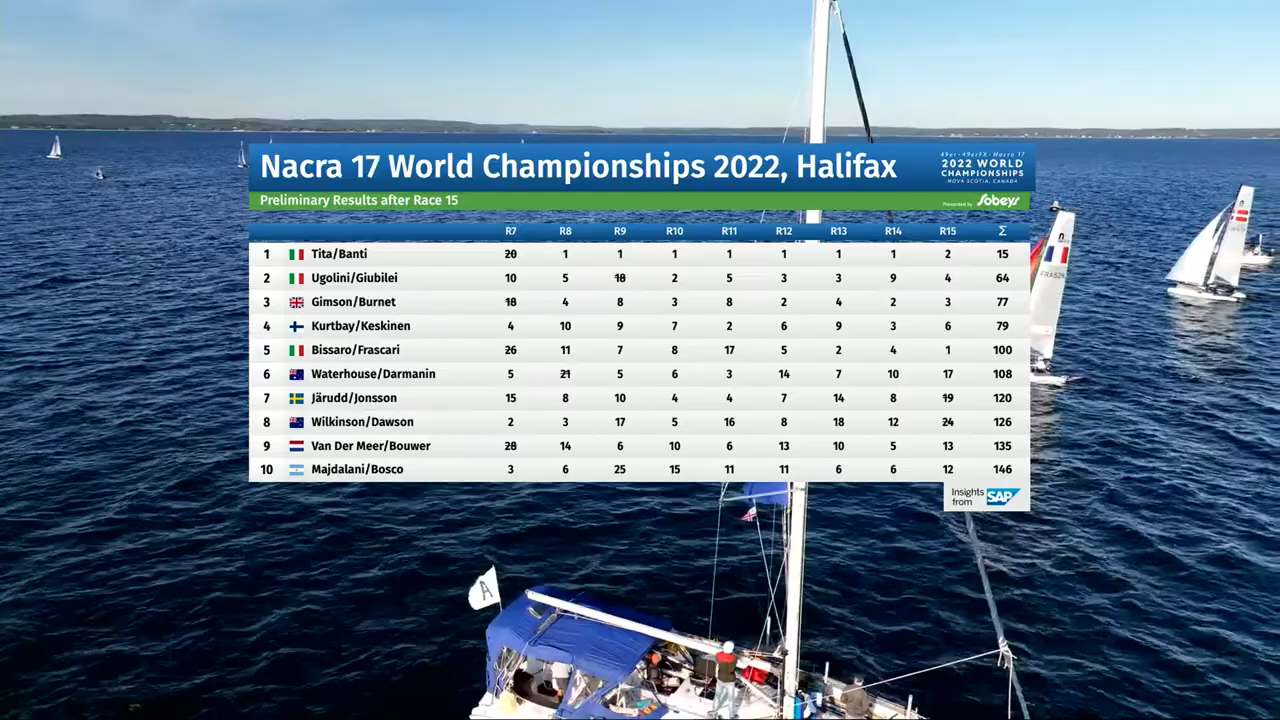 Nacra 17 World Championships 2022, Halifax
49er · 49erFX · Nacra 17
2022 WORLD
CHAMPIONSHIPS
NOVA SCOTIA, CANADA
Preliminary Results after Race 15
Presented by Sobeys
R7 R8 R9 R10 R11 R12 R13 R14 R15 Σ
1 Tita/Banti 20 1 1 1 1 1 1 1 2 15
2 Ugolini/Giubilei 10 5 18 2 5 3 3 9 4 64
3 Gimson/Burnet 18 4 8 3 8 2 4 2 3 77
4 Kurtbay/Keskinen 4 10 9 7 2 6 9 3 6 79
5 Bissaro/Frascari 26 11 7 8 17 5 2 4 1 100
6 Waterhouse/Darmanin 5 21 5 6 3 14 7 10 17 108
7 Järudd/Jonsson 15 8 10 4 4 7 14 8 19 120
8 Wilkinson/Dawson 2 3 17 5 16 8 18 12 24 126
9 Van Der Meer/Bouwer 28 14 6 10 6 13 10 5 13 135
10 Majdalani/Bosco 3 6 25 15 11 11 6 6 12 146
Insights
from SAP
A